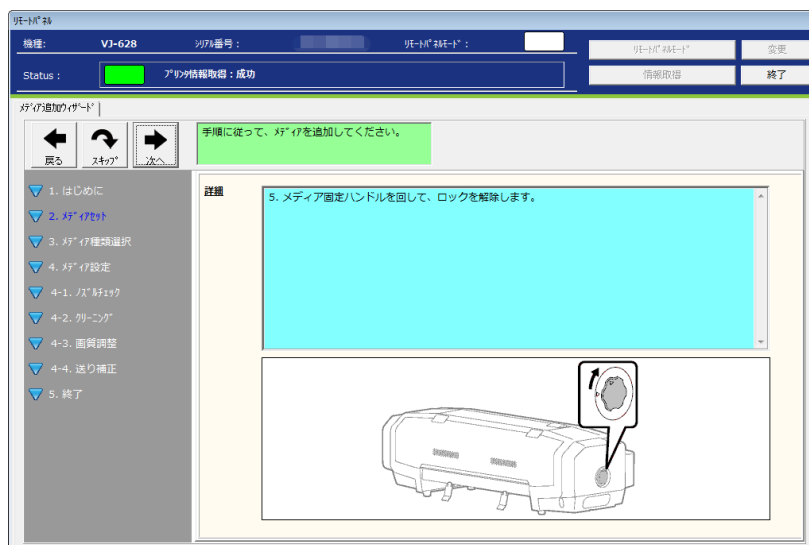 ﾘﾓｰﾄﾊﾟﾈﾙ
機種: VJ-628 ｼﾘｱﾙ番号: ﾘﾓｰﾄﾊﾟﾈﾙﾓｰﾄﾞ: ﾘﾓｰﾄﾊﾟﾈﾙﾓｰﾄﾞ 変更
Status: ﾌﾟﾘﾝﾀ情報取得:成功 情報取得 終了
ﾒﾃﾞｨｱ追加ｳｨｻﾞｰﾄﾞ
戻る ｽｷｯﾌﾟ 次へ
手順に従って、ﾒﾃﾞｨｱを追加してください。
1. はじめに
2. ﾒﾃﾞｨｱｾｯﾄ
3. ﾒﾃﾞｨｱ種類選択
4. ﾒﾃﾞｨｱ設定
4-1. ﾉｽﾞﾙﾁｪｯｸ
4-2. ｸﾘｰﾆﾝｸﾞ
4-3. 画質調整
4-4. 送り補正
5. 終了
詳細
5. メディア固定ハンドルを回して、ロックを解除します。